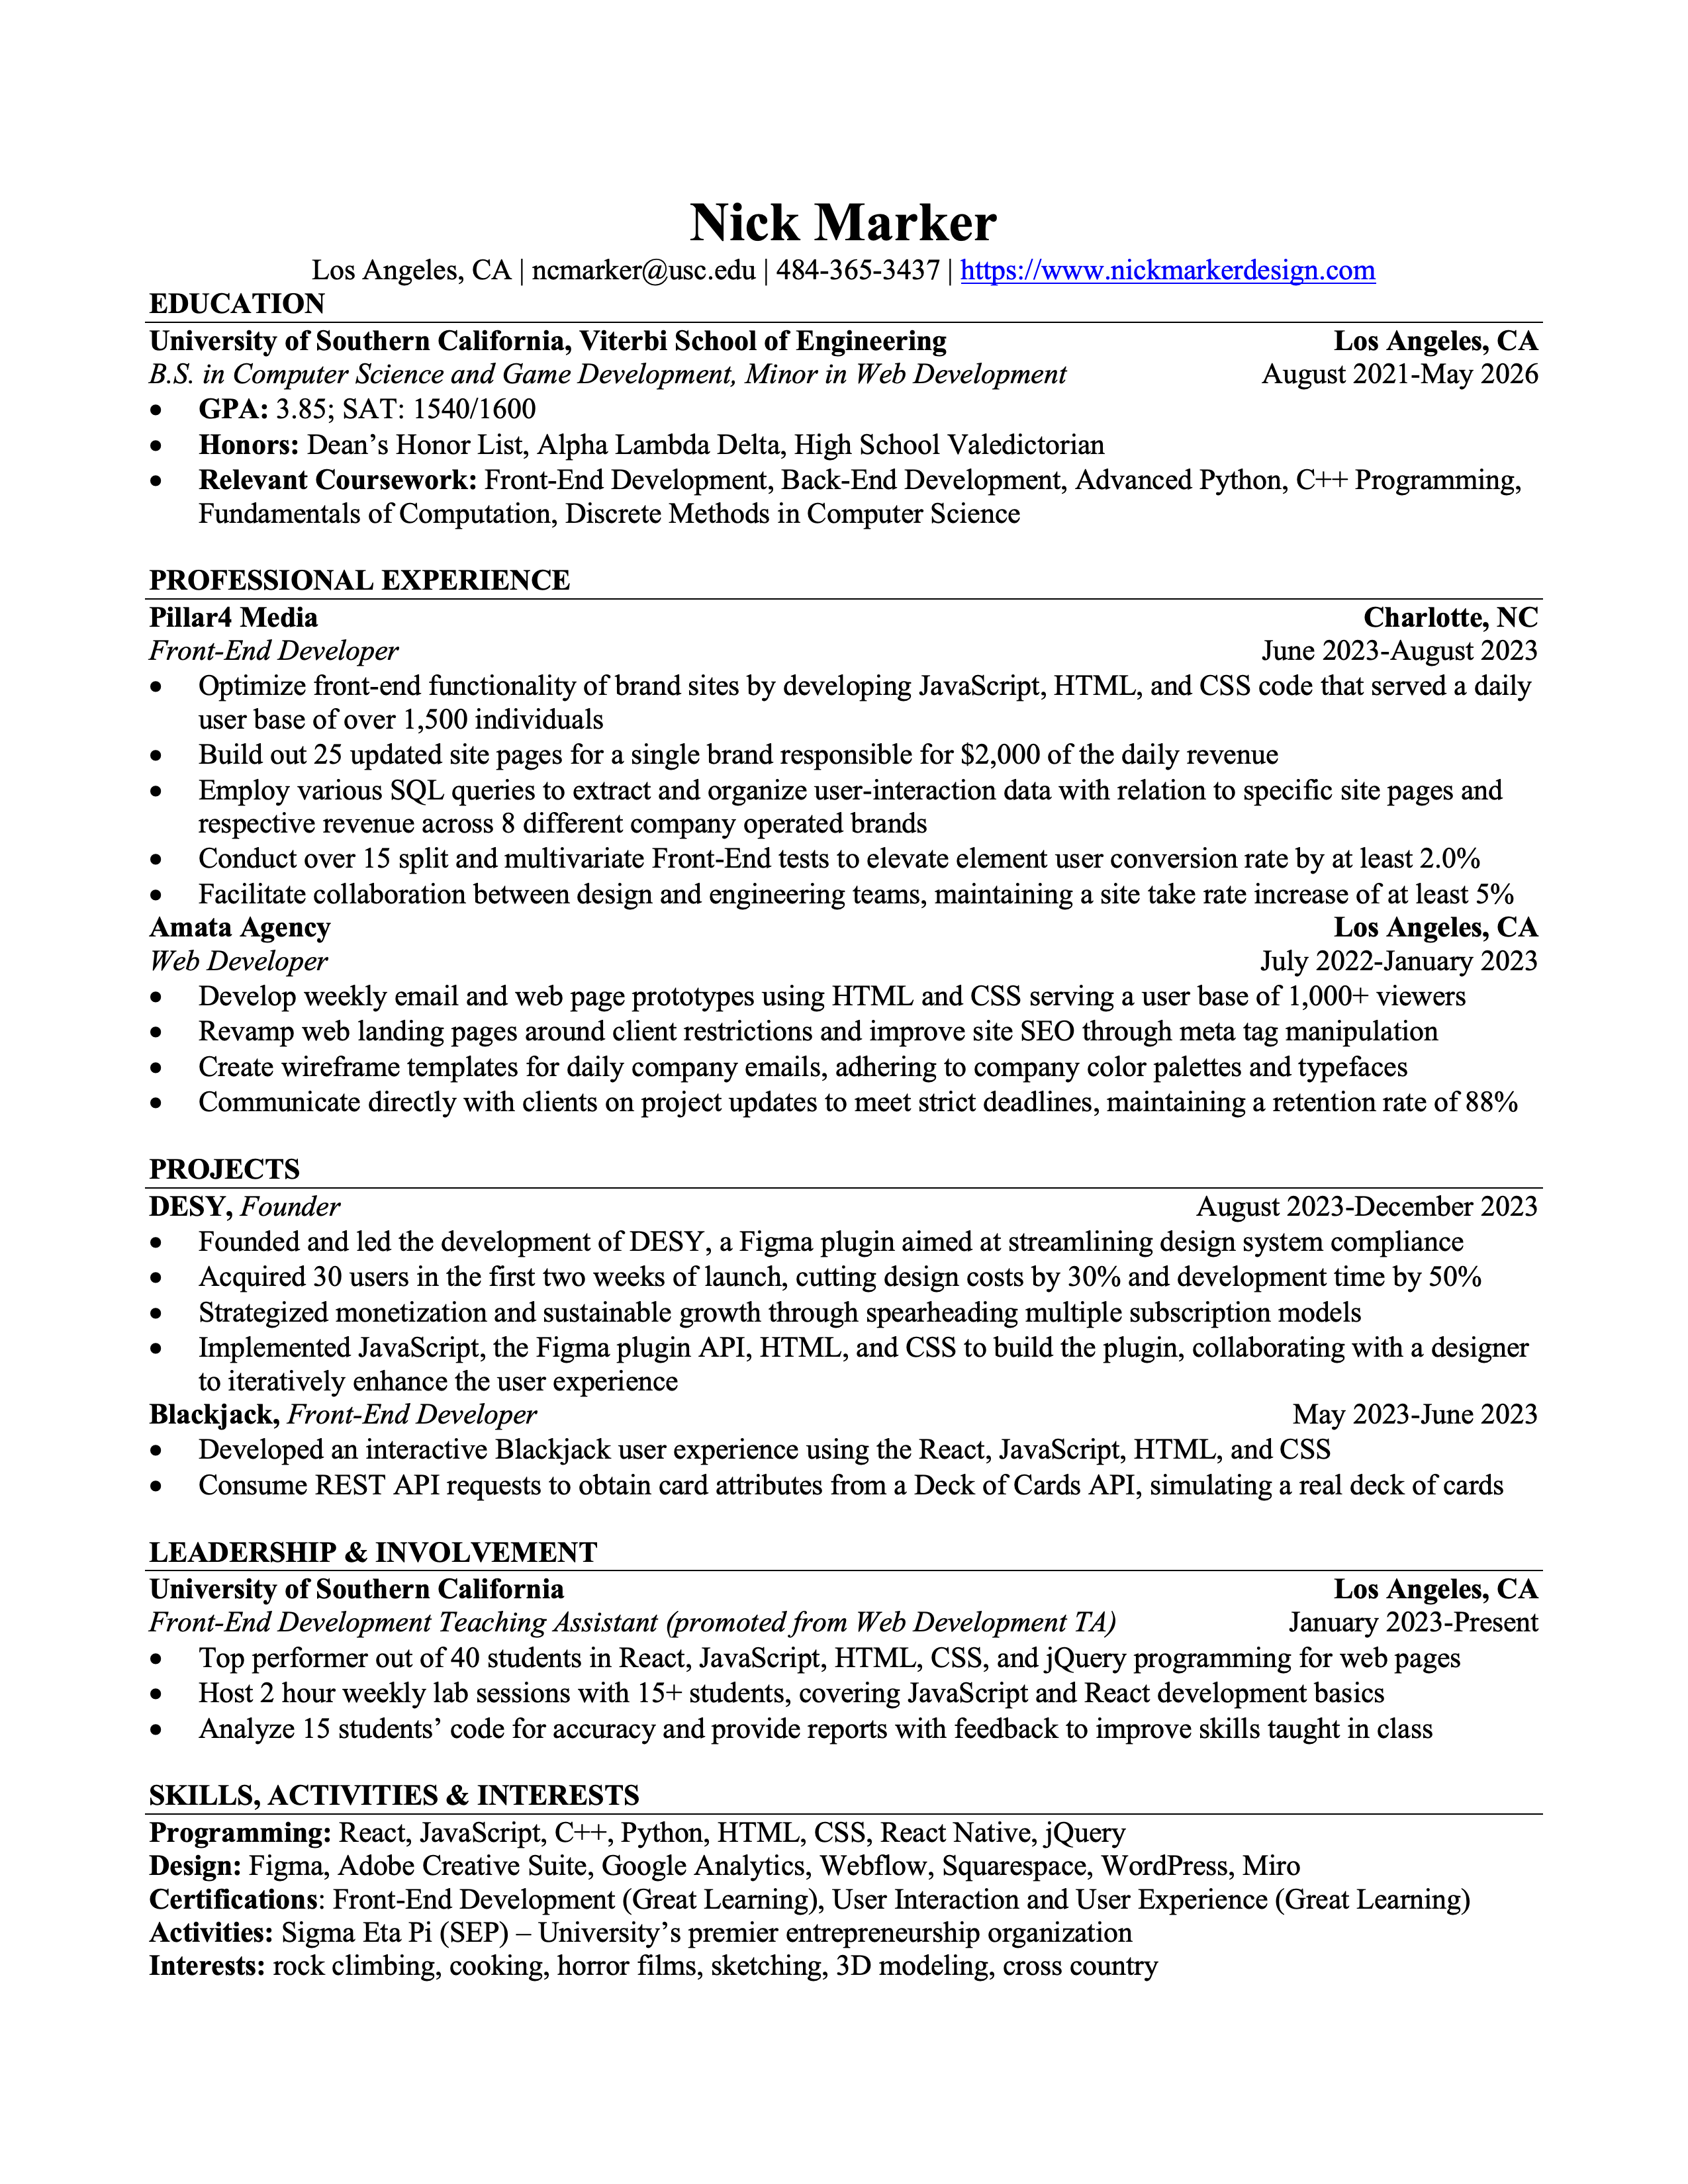 Nick Marker
Los Angeles, CA | ncmarker@usc.edu | 484-365-3437 | https://www.nickmarkerdesign.com
EDUCATION
University of Southern California, Viterbi School of Engineering Los Angeles, CA
B.S. in Computer Science and Game Development, Minor in Web Development August 2021-May 2026
• GPA: 3.85; SAT: 1540/1600
• Honors: Dean’s Honor List, Alpha Lambda Delta, High School Valedictorian
• Relevant Coursework: Front-End Development, Back-End Development, Advanced Python, C++ Programming,
Fundamentals of Computation, Discrete Methods in Computer Science
PROFESSIONAL EXPERIENCE
Pillar4 Media Charlotte, NC
Front-End Developer June 2023-August 2023
• Optimize front-end functionality of brand sites by developing JavaScript, HTML, and CSS code that served a daily
user base of over 1,500 individuals
• Build out 25 updated site pages for a single brand responsible for $2,000 of the daily revenue
• Employ various SQL queries to extract and organize user-interaction data with relation to specific site pages and
respective revenue across 8 different company operated brands
• Conduct over 15 split and multivariate Front-End tests to elevate element user conversion rate by at least 2.0%
• Facilitate collaboration between design and engineering teams, maintaining a site take rate increase of at least 5%
Amata Agency Los Angeles, CA
Web Developer July 2022-January 2023
• Develop weekly email and web page prototypes using HTML and CSS serving a user base of 1,000+ viewers
• Revamp web landing pages around client restrictions and improve site SEO through meta tag manipulation
• Create wireframe templates for daily company emails, adhering to company color palettes and typefaces
• Communicate directly with clients on project updates to meet strict deadlines, maintaining a retention rate of 88%
PROJECTS
DESY, Founder August 2023-December 2023
• Founded and led the development of DESY, a Figma plugin aimed at streamlining design system compliance
• Acquired 30 users in the first two weeks of launch, cutting design costs by 30% and development time by 50%
• Strategized monetization and sustainable growth through spearheading multiple subscription models
• Implemented JavaScript, the Figma plugin API, HTML, and CSS to build the plugin, collaborating with a designer
to iteratively enhance the user experience
Blackjack, Front-End Developer May 2023-June 2023
• Developed an interactive Blackjack user experience using the React, JavaScript, HTML, and CSS
• Consume REST API requests to obtain card attributes from a Deck of Cards API, simulating a real deck of cards
LEADERSHIP & INVOLVEMENT
University of Southern California Los Angeles, CA
Front-End Development Teaching Assistant (promoted from Web Development TA) January 2023-Present
• Top performer out of 40 students in React, JavaScript, HTML, CSS, and jQuery programming for web pages
• Host 2 hour weekly lab sessions with 15+ students, covering JavaScript and React development basics
• Analyze 15 students’ code for accuracy and provide reports with feedback to improve skills taught in class
SKILLS, ACTIVITIES & INTERESTS
Programming: React, JavaScript, C++, Python, HTML, CSS, React Native, jQuery
Design: Figma, Adobe Creative Suite, Google Analytics, Webflow, Squarespace, WordPress, Miro
Certifications: Front-End Development (Great Learning), User Interaction and User Experience (Great Learning)
Activities: Sigma Eta Pi (SEP) – University’s premier entrepreneurship organization
Interests: rock climbing, cooking, horror films, sketching, 3D modeling, cross country